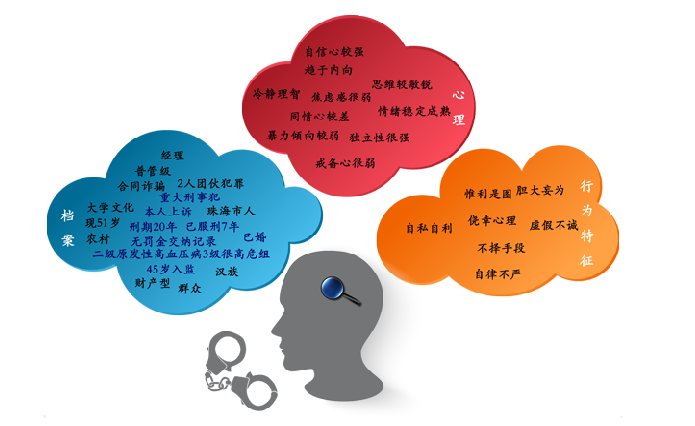 自信心较强
趋于内向
思维较敏锐
冷静理智
焦虑感很弱
情绪稳定成熟
同情心较差
暴力倾向较弱
独立性很强
戒备心很弱
心理
经理
普管级
合同诈骗
2人团伙犯罪
重大刑事犯
大学文化
本人上诉
珠海市人
现51岁
刑期20年 已服刑7年
农村
无罚金交纳记录
已婚
二级原发性高血压病3级很高危组
45岁入监
汉族
财产型
群众
档案
惟利是图
胆大妄为
自私自利
侥幸心理
虚假不诚
不择手段
自律不严
行为特征